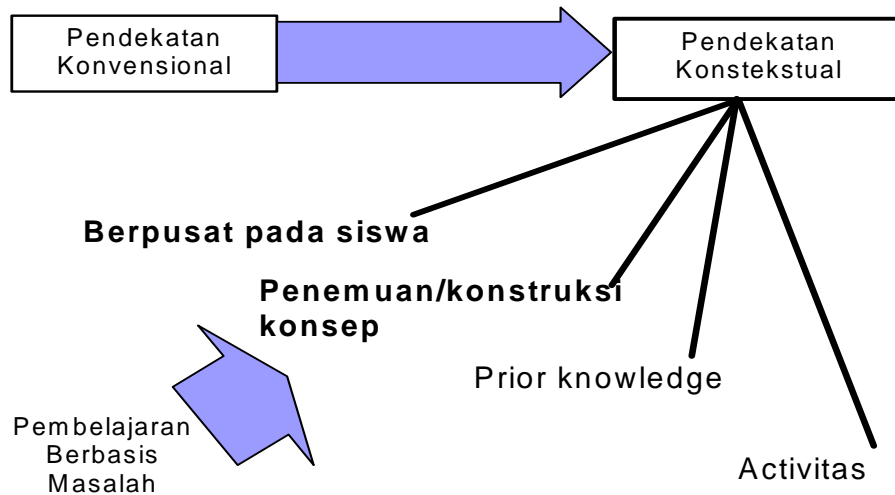 Pendekatan
Konvensional
Pendekatan
Konstekstual
Berpusat pada siswa
Penemuan/konstruksi
konsep
Prior knowledge
Pembelajaran
Berbasis
Masalah
Activitas